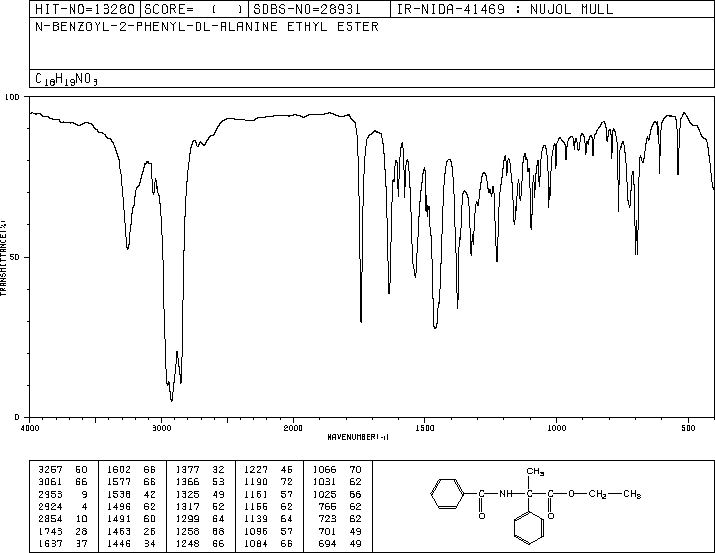 HIT-NO=13280 SCORE= ( ) SDBS-NO=28931 IR-NIDA-41469 : NUJOL MULL
N-BENZOYL-2-PHENYL-DL-ALANINE ETHYL ESTER
C18H19NO3
100
50
0
TRANSMITTANCE(%)
4000 3000 2000 1500 1000 500
WAVENUMBER(-1)
3267 60 1602 66 1377 32 1227 46 1066 70
3061 66 1577 66 1366 53 1190 72 1031 62
2953 9 1538 42 1325 49 1161 57 1025 66
2924 4 1496 62 1317 62 1156 62 766 62
2854 10 1491 60 1299 64 1139 64 723 62
1743 28 1463 26 1258 68 1096 57 701 49
1637 37 1446 34 1248 66 1084 66 694 49
CH3
C NH C C O CH2 CH3
O O